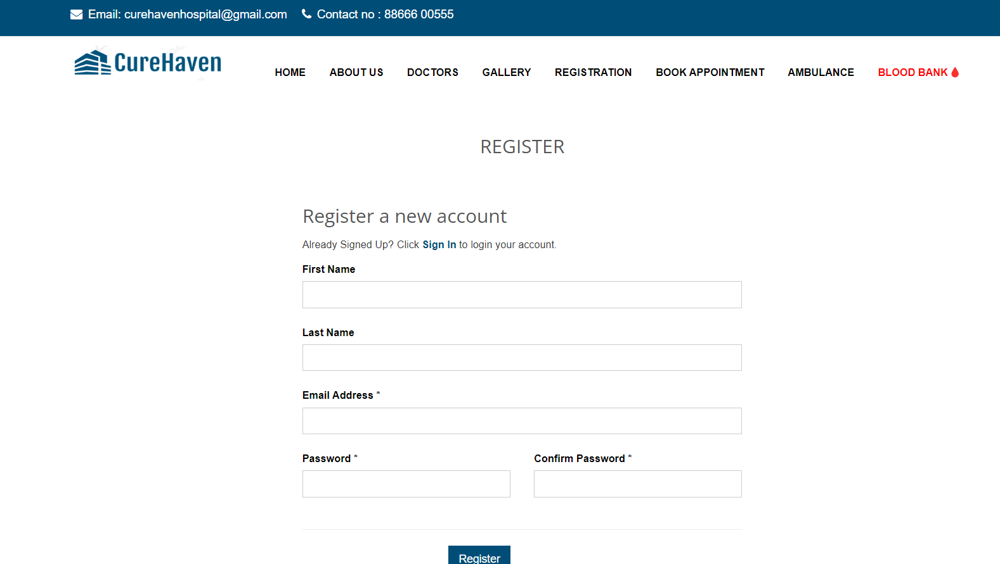 Email: curehavenhospital@gmail.com Contact no : 88666 00555
CureHaven
HOME ABOUT US DOCTORS GALLERY REGISTRATION BOOK APPOINTMENT AMBULANCE BLOOD BANK
REGISTER
Register a new account
Already Signed Up? Click Sign In to login your account.
First Name
Last Name
Email Address *
Password * Confirm Password *
Register